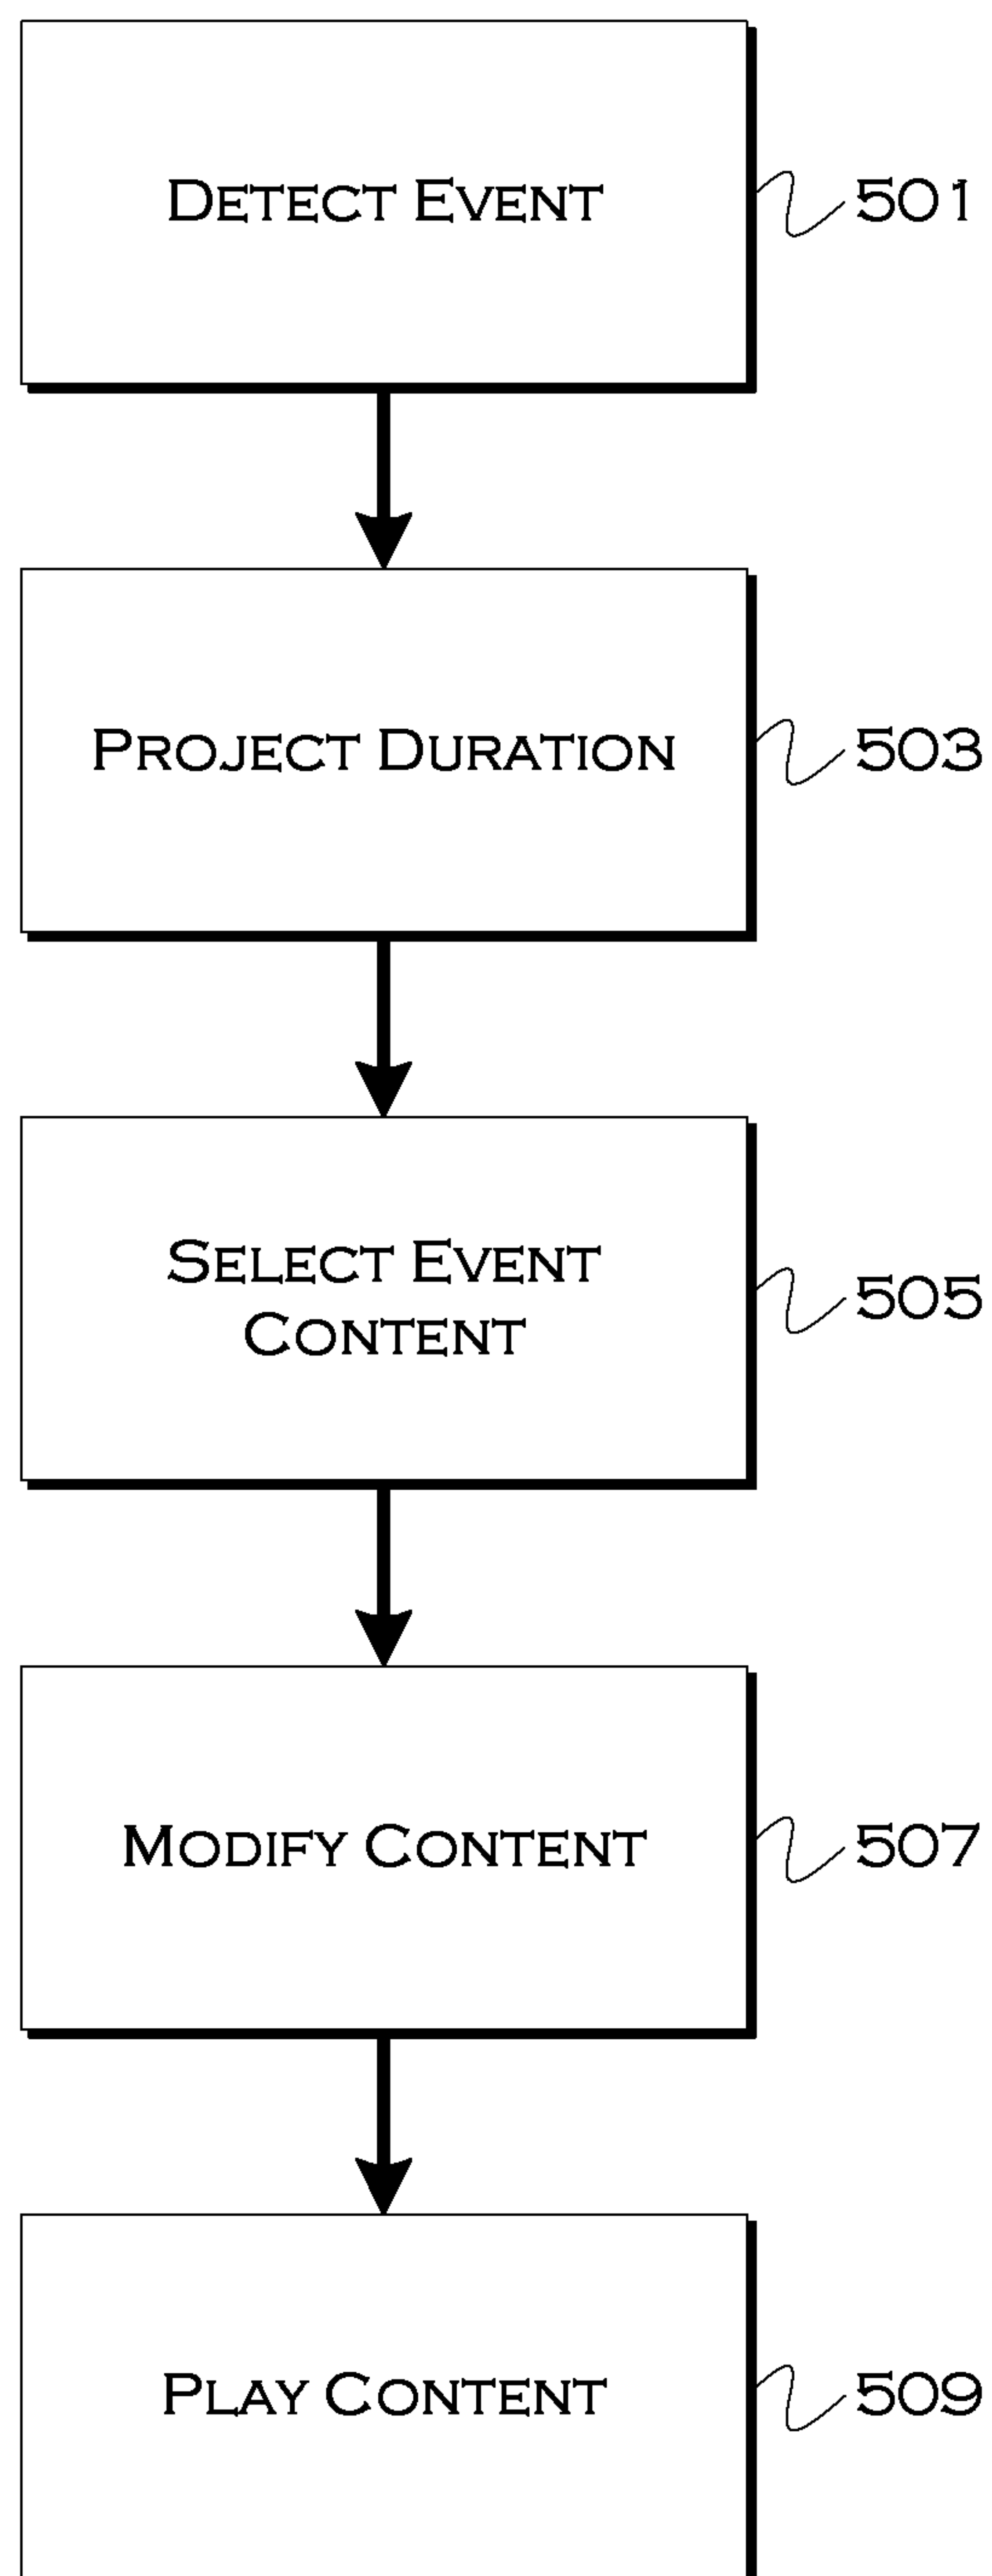 Detect Event
501
Project Duration
503
Select Event
Content
505
Modify Content
507
Play Content
509